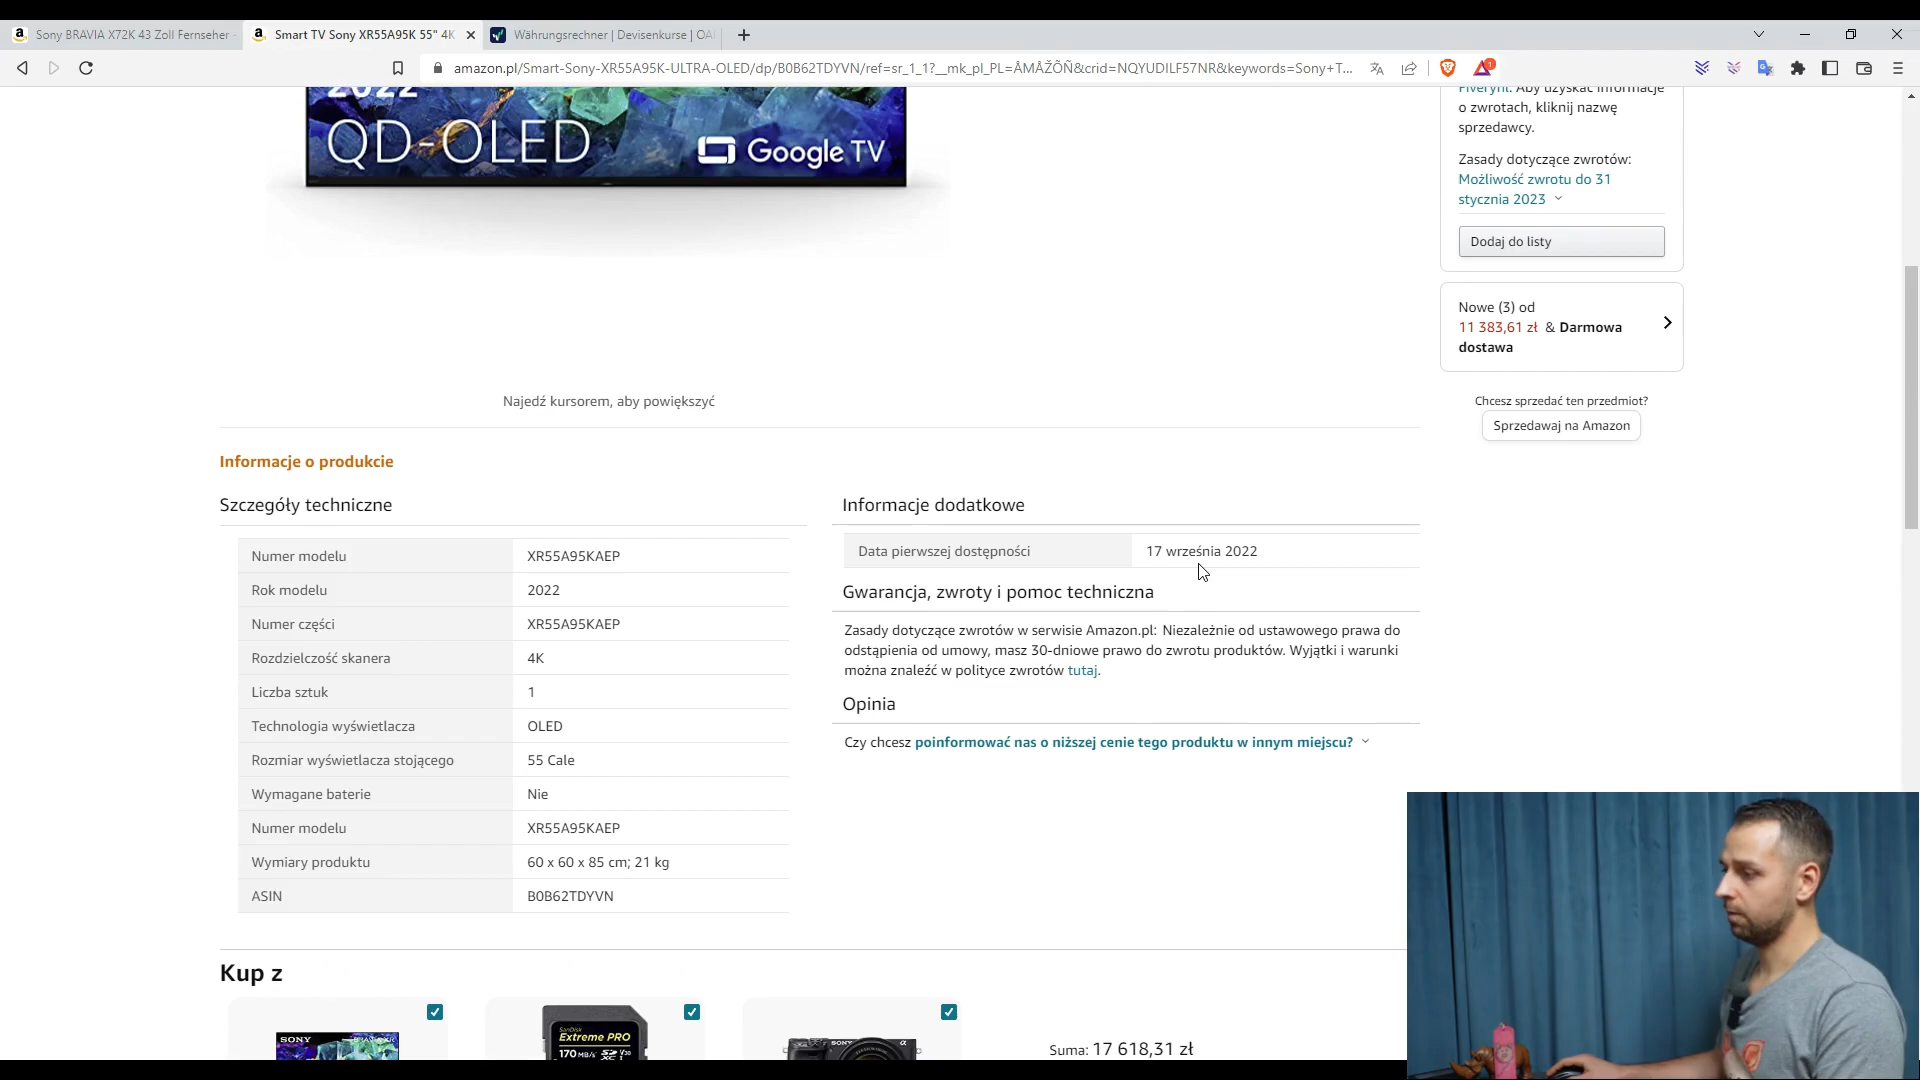 Sony BRAVIA X72K 43 Zoll Fernseher
Smart TV Sony XR55A95K 55" 4K
Währungsrechner | Devisenkurse | OA
amazon.pl/Smart-Sony-XR55A95K-ULTRA-OLED/dp/B0B62TDYVN/ref=sr_1_1?__mk_pl_PL=ÅMÅŽÕÑ&crid=NQYUDILF57NR&keywords=Sony+T...
1
2022
QD-OLED
Google TV
Fiveryni. Aby uzyskać informacje
o zwrotach, kliknij nazwę
sprzedawcy.
Zasady dotyczące zwrotów:
Możliwość zwrotu do 31
stycznia 2023
Dodaj do listy
Nowe (3) od
11 383,61 zł & Darmowa
dostawa
Chcesz sprzedać ten przedmiot?
Sprzedawaj na Amazon
Najedź kursorem, aby powiększyć
Informacje o produkcie
Szczegóły techniczne
Numer modelu XR55A95KAEP
Rok modelu 2022
Numer części XR55A95KAEP
Rozdzielczość skanera 4K
Liczba sztuk 1
Technologia wyświetlacza OLED
Rozmiar wyświetlacza stojącego 55 Cale
Wymagane baterie Nie
Numer modelu XR55A95KAEP
Wymiary produktu 60 x 60 x 85 cm; 21 kg
ASIN B0B62TDYVN
Informacje dodatkowe
Data pierwszej dostępności 17 września 2022
Gwarancja, zwroty i pomoc techniczna
Zasady dotyczące zwrotów w serwisie Amazon.pl: Niezależnie od ustawowego prawa do
odstąpienia od umowy, masz 30-dniowe prawo do zwrotu produktów. Wyjątki i warunki
można znaleźć w polityce zwrotów tutaj.
Opinia
Czy chcesz poinformować nas o niższej cenie tego produktu w innym miejscu?
Kup z
SONY
SanDisk
Extreme PRO
170 MB/s
SONY
Suma: 17 618,31 zł